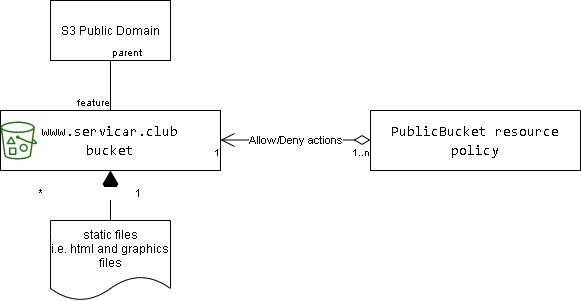 S3 Public Domain
parent
feature
www.servicar.club
bucket
1
Allow/Deny actions
1..n
PublicBucket resource
policy
*
1
static files
i.e. html and graphics
files